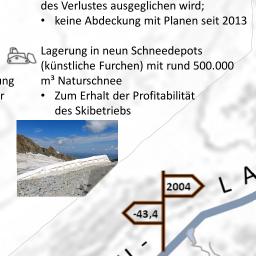 des Verlustes ausgeglichen wird;
• keine Abdeckung mit Planen seit 2013
Lagerung in neun Schneedepots
(künstliche Furchen) mit rund 500.000
m³ Naturschnee
• Zum Erhalt der Profitabilität
des Skibetriebs
2004
-43,4
L A